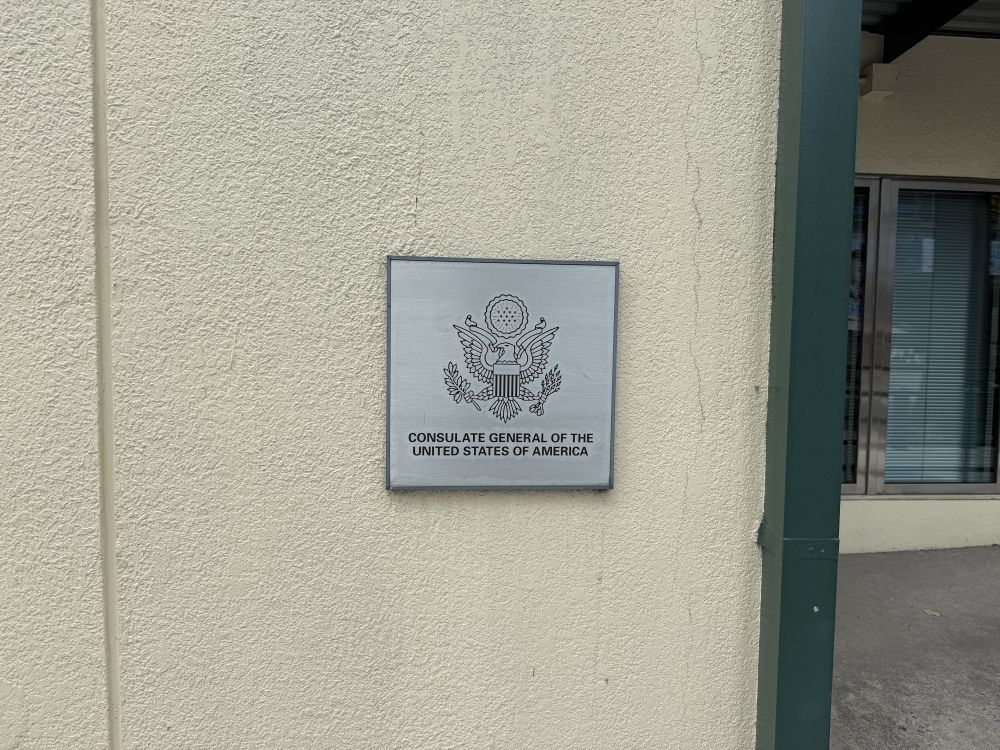 CONSULATE GENERAL OF THE
UNITED STATES OF AMERICA